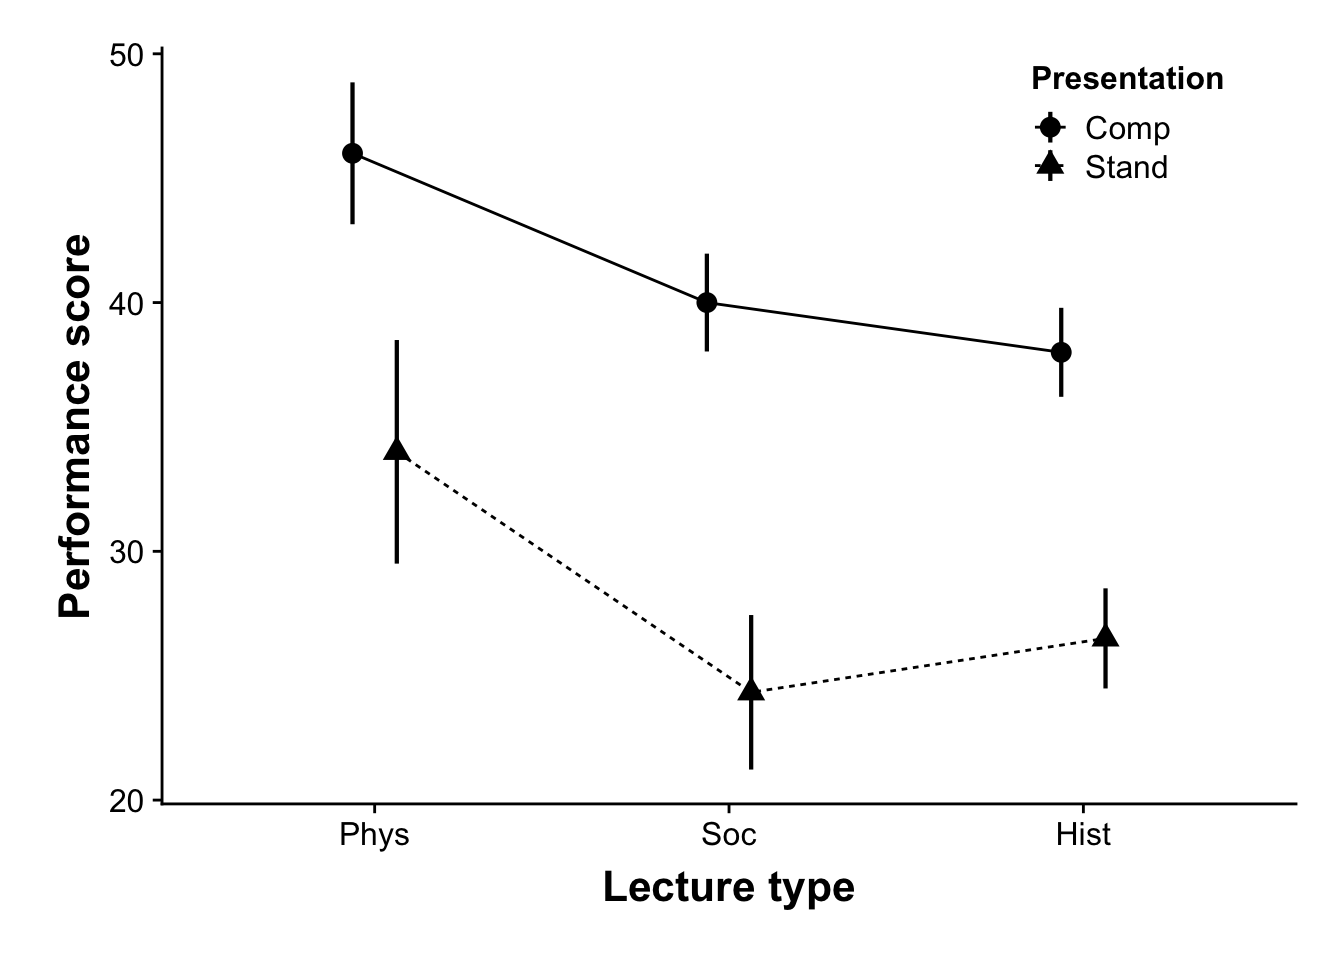 50
40
30
20
Performance score
Presentation
Comp
Stand
Phys
Soc
Hist
Lecture type